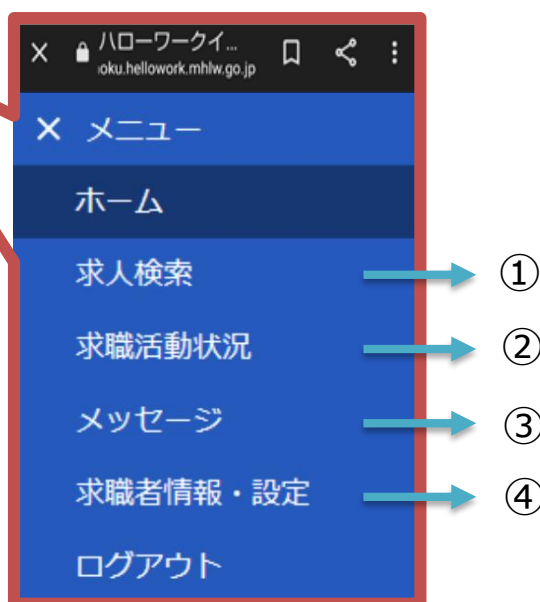 ハローワークイ...
oku.hellowork.mhlw.go.jp
× メニュー
ホーム
求人検索
①
求職活動状況
②
メッセージ
③
求職者情報・設定
④
ログアウト